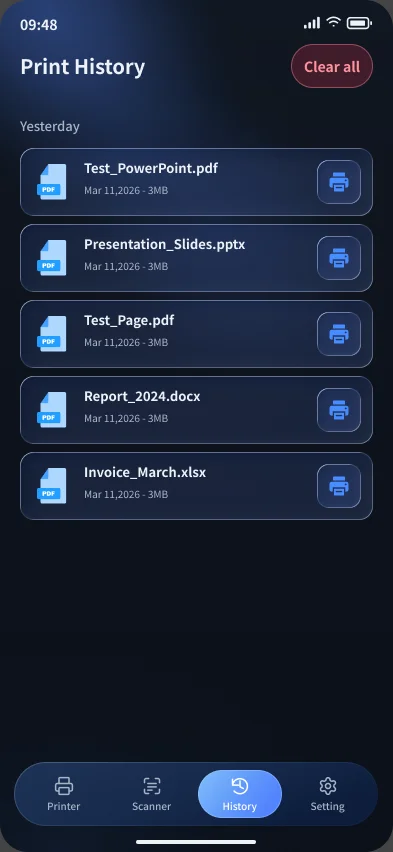 09:48
Print History
Clear all
Yesterday
Test_PowerPoint.pdf
PDF
Mar 11,2026 - 3MB
Presentation_Slides.pptx
PDF
Mar 11,2026 - 3MB
Test_Page.pdf
PDF
Mar 11,2026 - 3MB
Report_2024.docx
PDF
Mar 11,2026 - 3MB
Invoice_March.xlsx
PDF
Mar 11,2026 - 3MB
Printer
Scanner
History
Setting